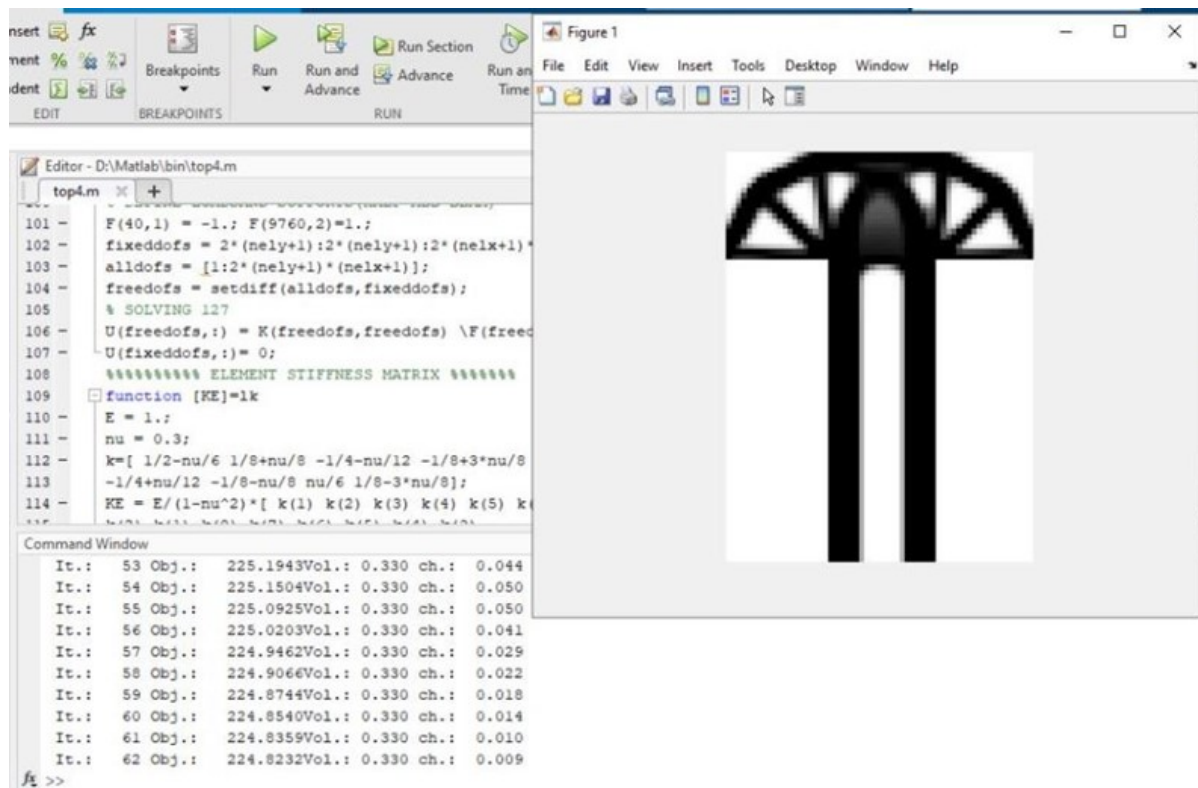 nsert fx
ment %
dent
Breakpoints
Run
Run and Advance
Run Section
Advance
Run an
Time
EDIT
BREAKPOINTS
RUN
Figure 1
File Edit View Insert Tools Desktop Window Help
Editor - D:\Matlab\bin\top4.m
top4.m
101 - F(40,1) = -1.; F(9760,2)=1.;
102 - fixeddofs = 2*(nely+1):2*(nely+1):2*(nelx+1)*
103 - alldofs = [1:2*(nely+1)*(nelx+1)];
104 - freedofs = setdiff(alldofs,fixeddofs);
105 % SOLVING 127
106 - U(freedofs,:) = K(freedofs,freedofs) \F(freed
107 - U(fixeddofs,:)= 0;
108 %%%%%%%%%% ELEMENT STIFFNESS MATRIX %%%%%%%
109 function [KE]=lk
110 - E = 1.;
111 - nu = 0.3;
112 - k=[ 1/2-nu/6 1/8+nu/8 -1/4-nu/12 -1/8+3*nu/8
113 -1/4+nu/12 -1/8-nu/8 nu/6 1/8-3*nu/8];
114 - KE = E/(1-nu^2)*[ k(1) k(2) k(3) k(4) k(5) k(
Command Window
It.: 53 Obj.: 225.1943Vol.: 0.330 ch.: 0.044
It.: 54 Obj.: 225.1504Vol.: 0.330 ch.: 0.050
It.: 55 Obj.: 225.0925Vol.: 0.330 ch.: 0.050
It.: 56 Obj.: 225.0203Vol.: 0.330 ch.: 0.041
It.: 57 Obj.: 224.9462Vol.: 0.330 ch.: 0.029
It.: 58 Obj.: 224.9066Vol.: 0.330 ch.: 0.022
It.: 59 Obj.: 224.8744Vol.: 0.330 ch.: 0.018
It.: 60 Obj.: 224.8540Vol.: 0.330 ch.: 0.014
It.: 61 Obj.: 224.8359Vol.: 0.330 ch.: 0.010
It.: 62 Obj.: 224.8232Vol.: 0.330 ch.: 0.009
fx >>